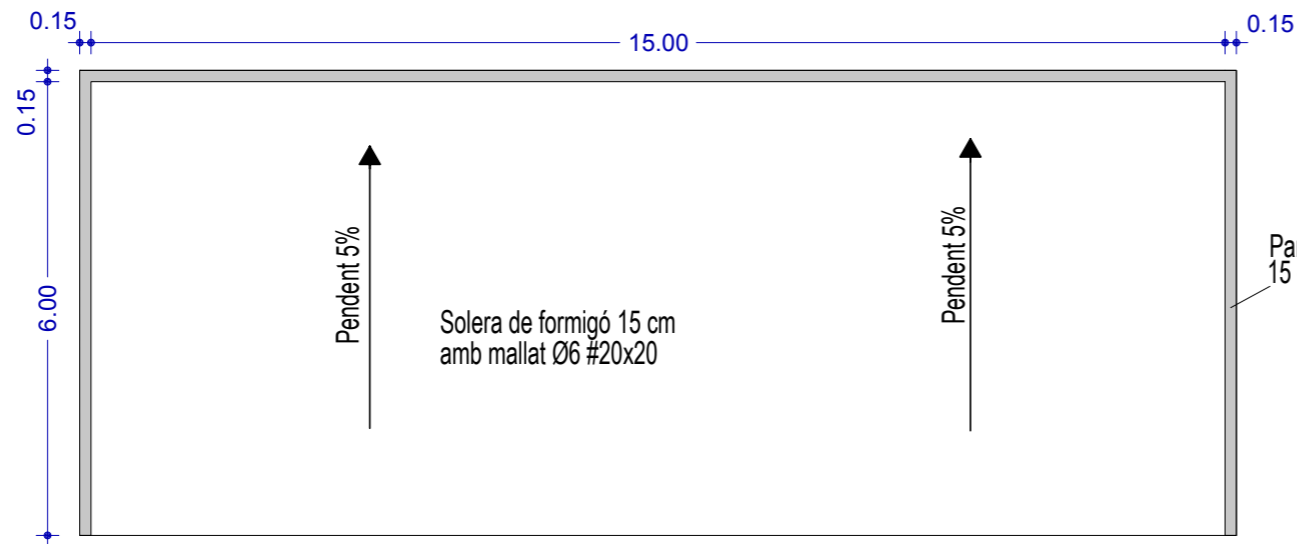 0.15
15.00
0.15
0.15
6.00
Pendent 5%
Pendent 5%
Solera de formigó 15 cm
amb mallat Ø6 #20x20
15